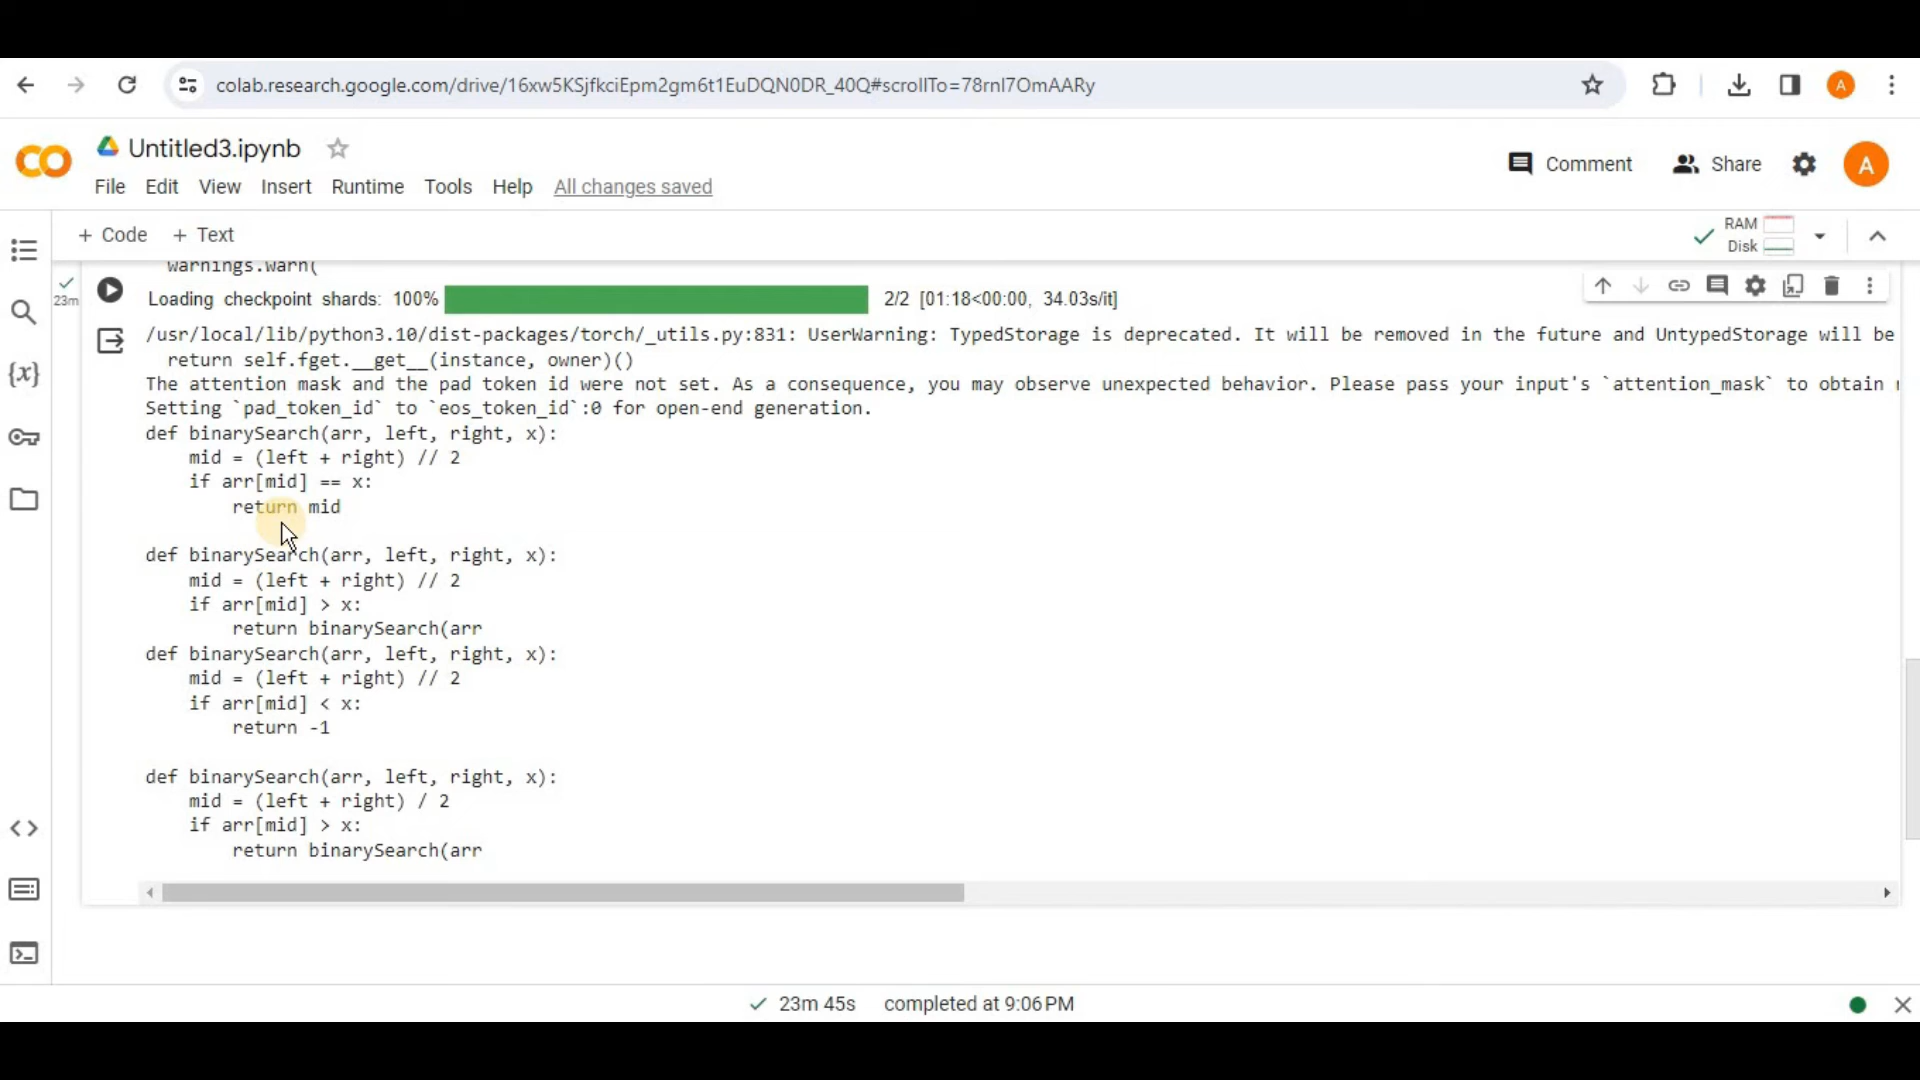 colab.research.google.com/drive/16xw5KSjfkciEpm2gm6t1EuDQN0DR_40Q#scrollTo=78rnl7OmAARy
A
CO
Untitled3.ipynb
File Edit View Insert Runtime Tools Help All changes saved
Comment
Share
A
+ Code + Text
RAM
Disk
warnings.warn(
23m
Loading checkpoint shards: 100% 2/2 [01:18<00:00, 34.03s/it]
/usr/local/lib/python3.10/dist-packages/torch/_utils.py:831: UserWarning: TypedStorage is deprecated. It will be removed in the future and UntypedStorage will be
return self.fget.__get__(instance, owner)()
The attention mask and the pad token id were not set. As a consequence, you may observe unexpected behavior. Please pass your input's `attention_mask` to obtain
Setting `pad_token_id` to `eos_token_id`:0 for open-end generation.
def binarySearch(arr, left, right, x):
    mid = (left + right) // 2
    if arr[mid] == x:
        return mid
def binarySearch(arr, left, right, x):
    mid = (left + right) // 2
    if arr[mid] > x:
        return binarySearch(arr
def binarySearch(arr, left, right, x):
    mid = (left + right) // 2
    if arr[mid] < x:
        return -1
def binarySearch(arr, left, right, x):
    mid = (left + right) / 2
    if arr[mid] > x:
        return binarySearch(arr
{x}
23m 45s completed at 9:06 PM